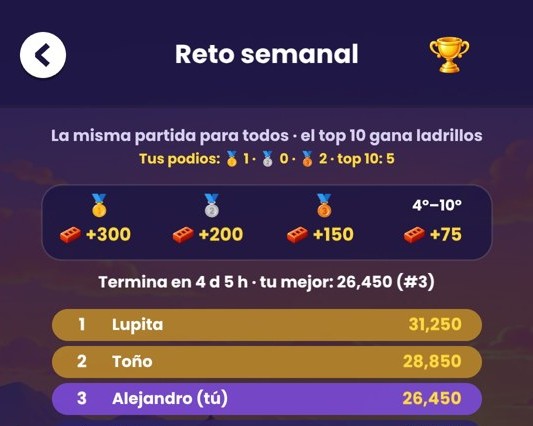 Reto semanal
La misma partida para todos · el top 10 gana ladrillos
Tus podios: 🥇 1 · 🥈 0 · 🥉 2 · top 10: 5
4º–10º
+300 +200 +150 +75
Termina en 4 d 5 h · tu mejor: 26,450 (#3)
1 Lupita 31,250
2 Toño 28,850
3 Alejandro (tú) 26,450